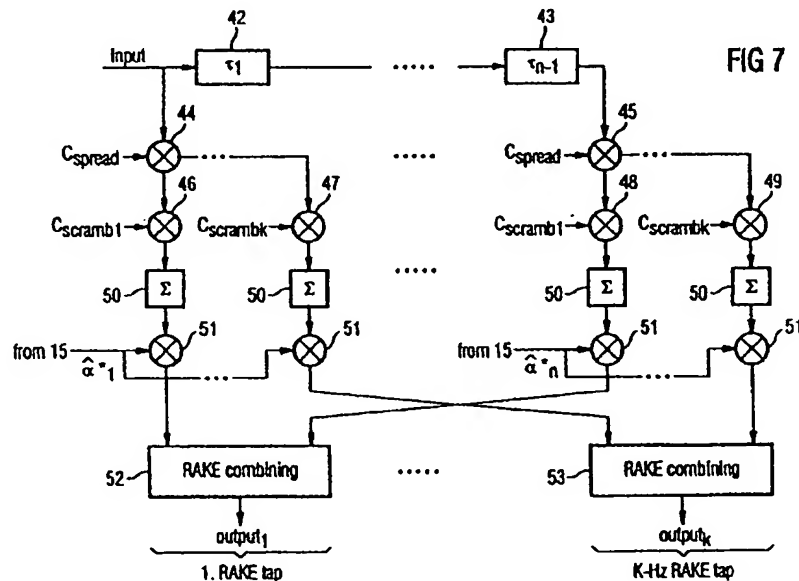 FIG 7
42
43
Input
τ1
.....
τn-1
44
45
Cspread
...
.....
Cspread
...
46
47
48
49
Cscramb1
Cscrambk
Cscramb1
Cscrambk
50
Σ
50
Σ
.....
50
Σ
50
Σ
51
51
51
51
from 15
α̂*1
...
from 15
α̂*n
...
52
RAKE combining
.....
53
RAKE combining
output1
outputk
1. RAKE tap
K-Hz RAKE tap